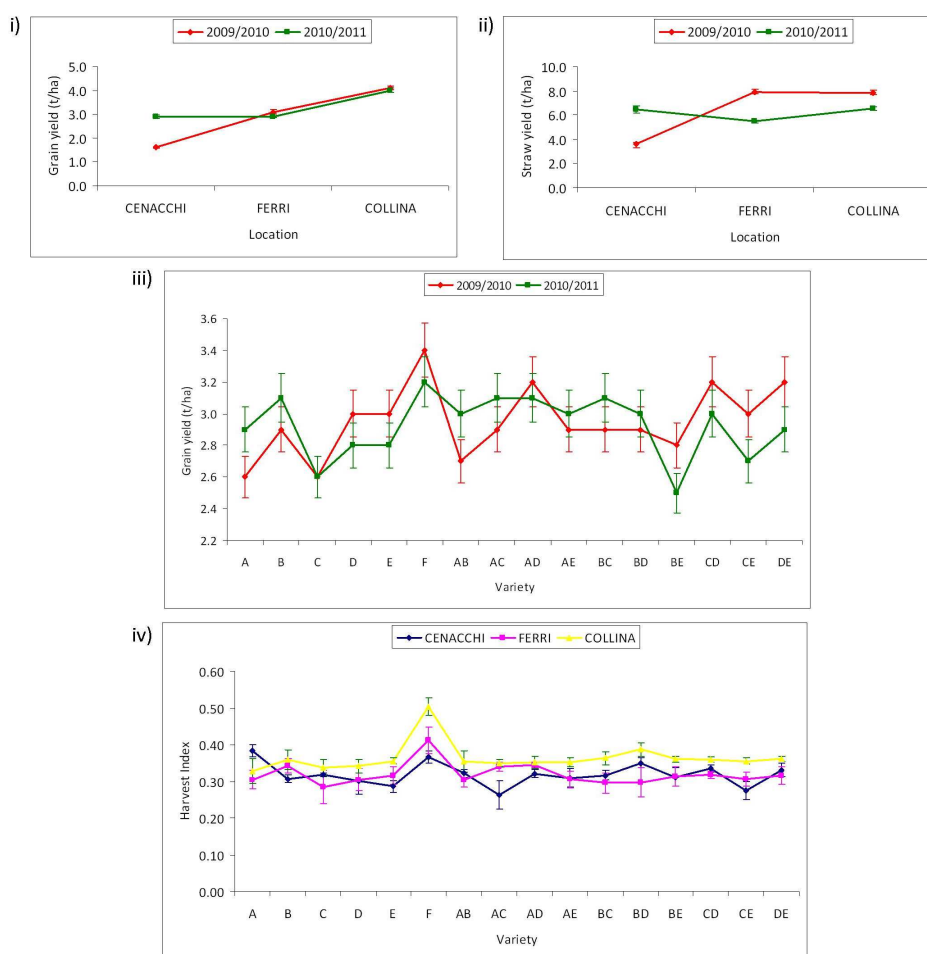 i)
2009/2010 2010/2011
Grain yield (t/ha)
5.0
4.0
3.0
2.0
1.0
0.0
CENACCHI FERRI COLLINA
Location
ii)
2009/2010 2010/2011
Straw yield (t/ha)
10.0
8.0
6.0
4.0
2.0
0.0
CENACCHI FERRI COLLINA
Location
iii)
2009/2010 2010/2011
Grain yield (t/ha)
3.6
3.4
3.2
3.0
2.8
2.6
2.4
2.2
A B C D E F AB AC AD AE BC BD BE CD CE DE
Variety
iv)
CENACCHI FERRI COLLINA
Harvest Index
0.60
0.50
0.40
0.30
0.20
0.10
0.00
A B C D E F AB AC AD AE BC BD BE CD CE DE
Variety